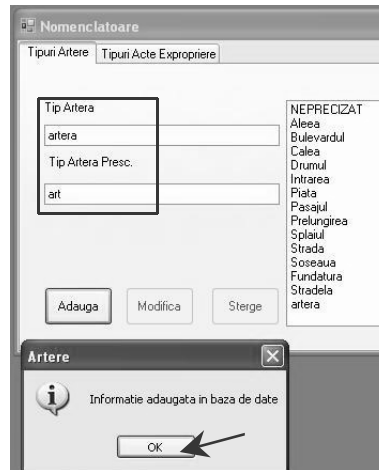 Nomenclatoare
Tipuri Artere
Tipuri Acte Expropriere
Tip Artera
artera
Tip Artera Presc.
art
NEPRECIZAT
Aleea
Bulevardul
Calea
Drumul
Intrarea
Piata
Pasajul
Prelungirea
Splaiul
Strada
Soseaua
Fundatura
Stradela
artera
Adauga
Modifica
Sterge
Artere
Informatie adaugata in baza de date
OK